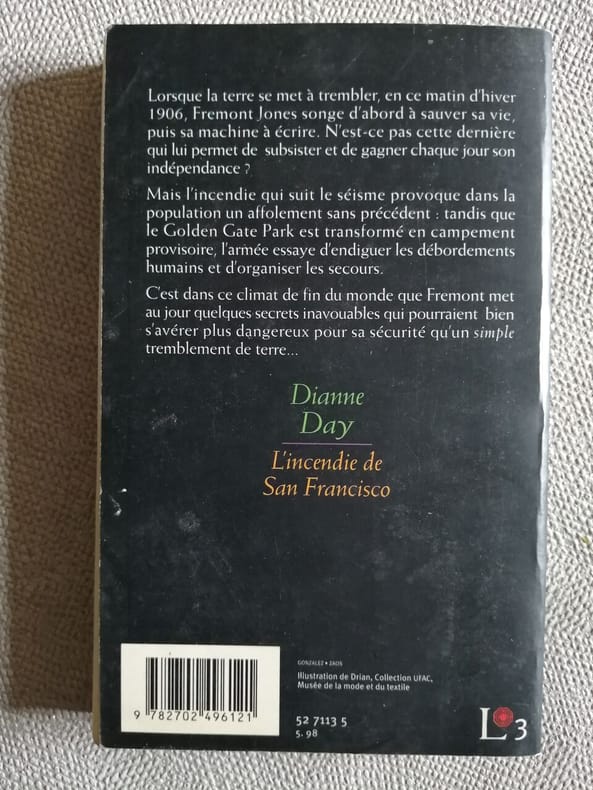 Lorsque la terre se met à trembler, en ce matin d'hiver
1906, Fremont Jones songe d'abord à sauver sa vie,
puis sa machine à écrire. N'est-ce pas cette dernière
qui lui permet de subsister et de gagner chaque jour son
indépendance ?
Mais l'incendie qui suit le séisme provoque dans la
population un affolement sans précédent : tandis que
le Golden Gate Park est transformé en campement
provisoire, l'armée essaye d'endiguer les débordements
humains et d'organiser les secours.
C'est dans ce climat de fin du monde que Fremont met
au jour quelques secrets inavouables qui pourraient bien
s'avérer plus dangereux pour sa sécurité qu'un simple
tremblement de terre...
Dianne
Day
L'incendie de
San Francisco
GONZALEZ • ZAOS
Illustration de Drian, Collection UFAC,
Musée de la mode et du textile
9 782702 496121
52 7113 5
5. 98
L 3